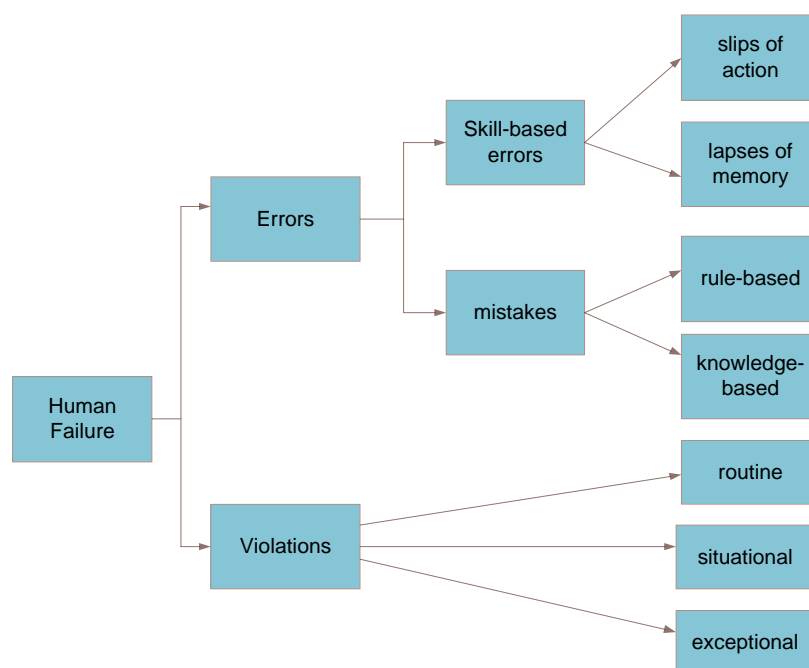 slips of
action
Skill-based
errors
lapses of
memory
Errors
rule-based
mistakes
knowledge-
based
Human
Failure
routine
Violations
situational
exceptional